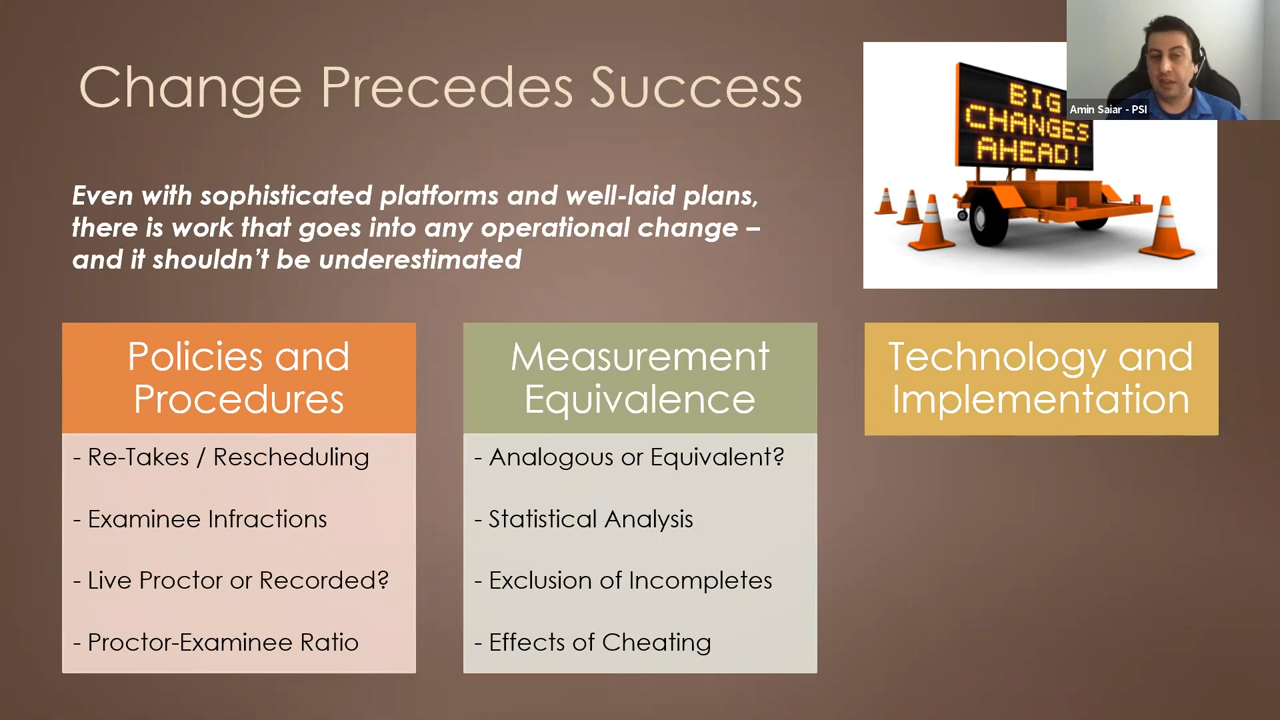 Change Precedes Success
BIG
CHANGES
AHEAD!
Amin Saiar - PSI
Even with sophisticated platforms and well-laid plans,
there is work that goes into any operational change –
and it shouldn't be underestimated
Policies and
Procedures
- Re-Takes / Rescheduling
- Examinee Infractions
- Live Proctor or Recorded?
- Proctor-Examinee Ratio
Measurement
Equivalence
- Analogous or Equivalent?
- Statistical Analysis
- Exclusion of Incompletes
- Effects of Cheating
Technology and
Implementation